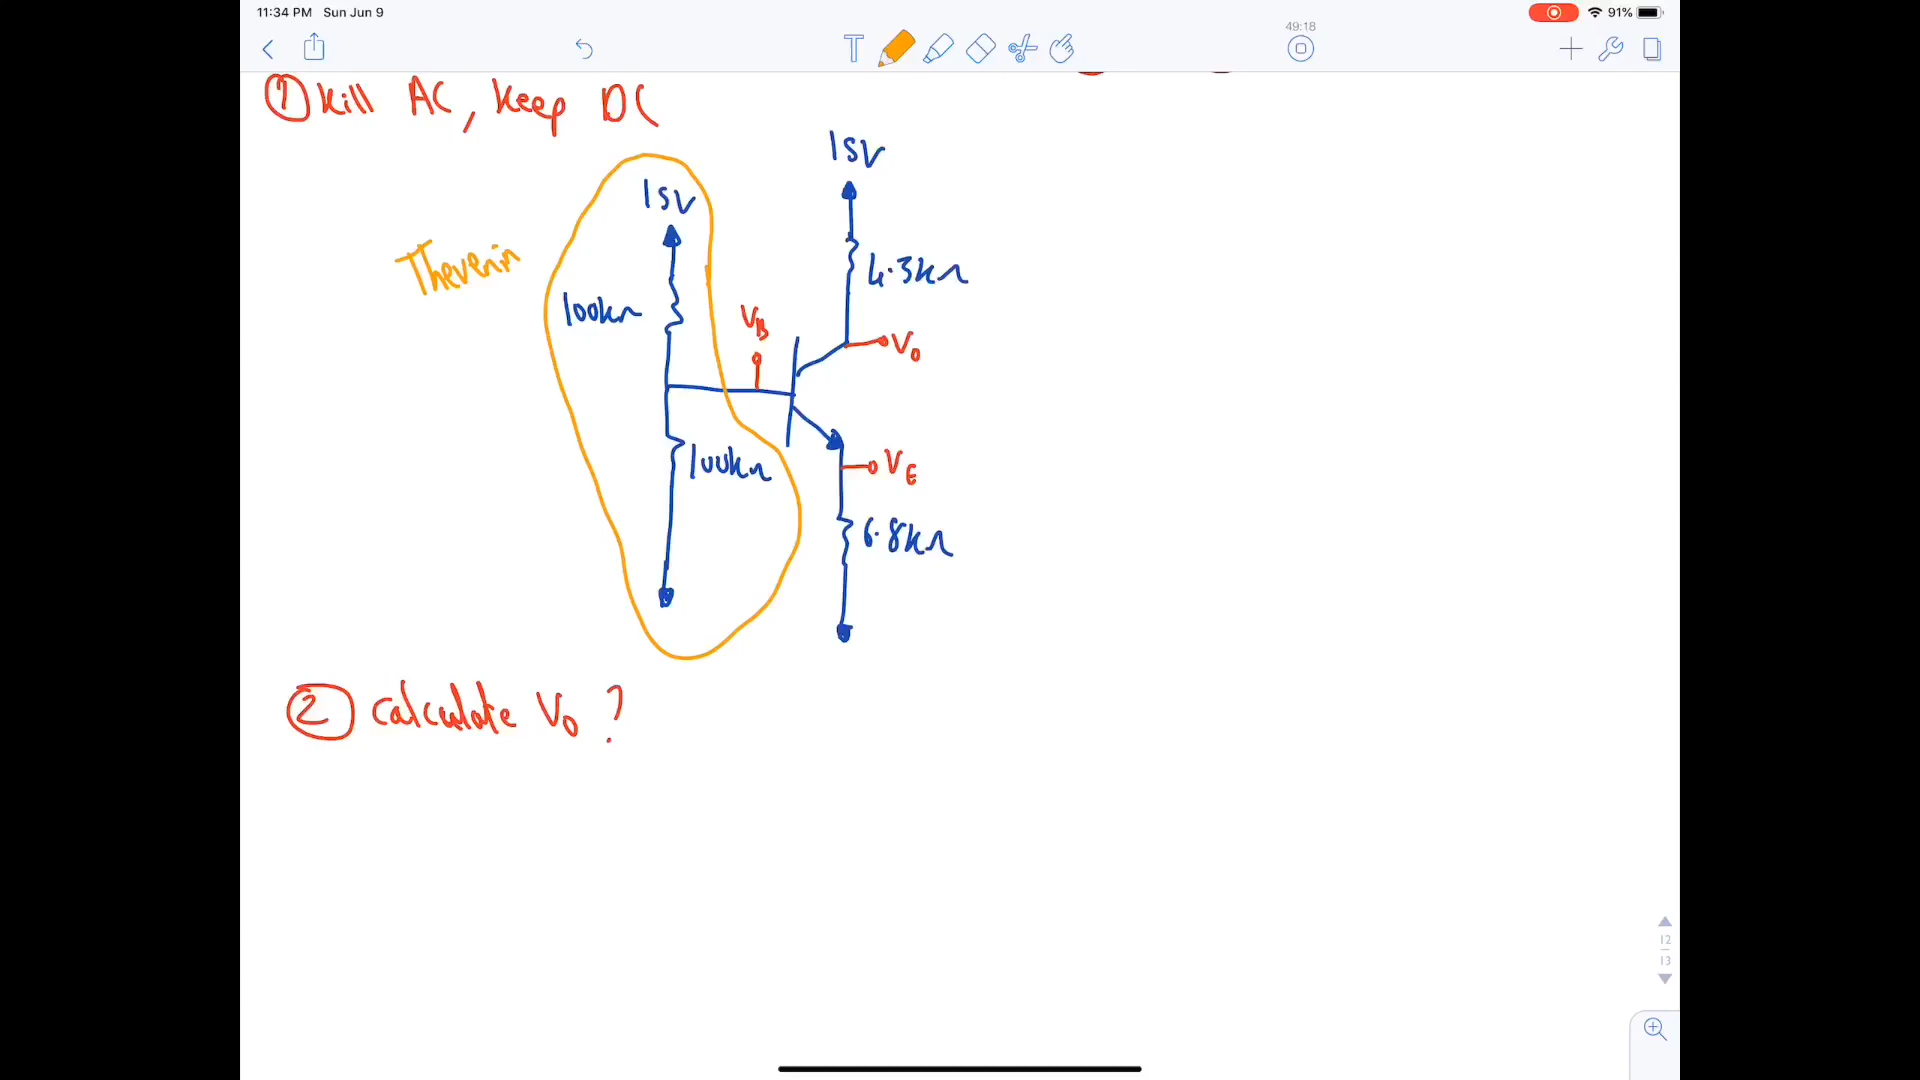 11:34 PM Sun Jun 9
91%
49:18
T
① Kill AC, Keep DC
15V
15V
Thevenin
4.3kΩ
100kΩ
VB
Vo
100kΩ
VE
6.8kΩ
② Calculate Vo ?
12
13